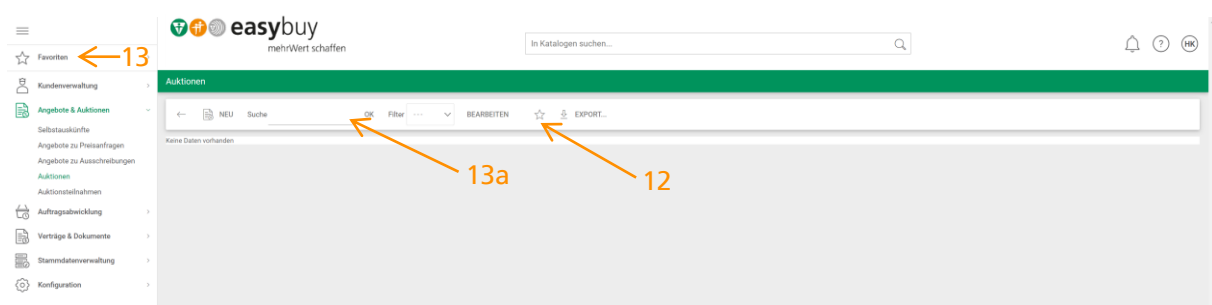 easybuy
mehrWert schaffen
In Katalogen suchen...
HK
Favoriten
13
Kundenverwaltung
Angebote & Auktionen
Selbstauskünfte
Angebote zu Preisanfragen
Angebote zu Ausschreibungen
Auktionen
Auktionsteilnahmen
Auftragsabwicklung
Verträge & Dokumente
Stammdatenverwaltung
Konfiguration
Auktionen
NEU Suche OK Filter --- BEARBEITEN EXPORT...
Keine Daten vorhanden
13a
12